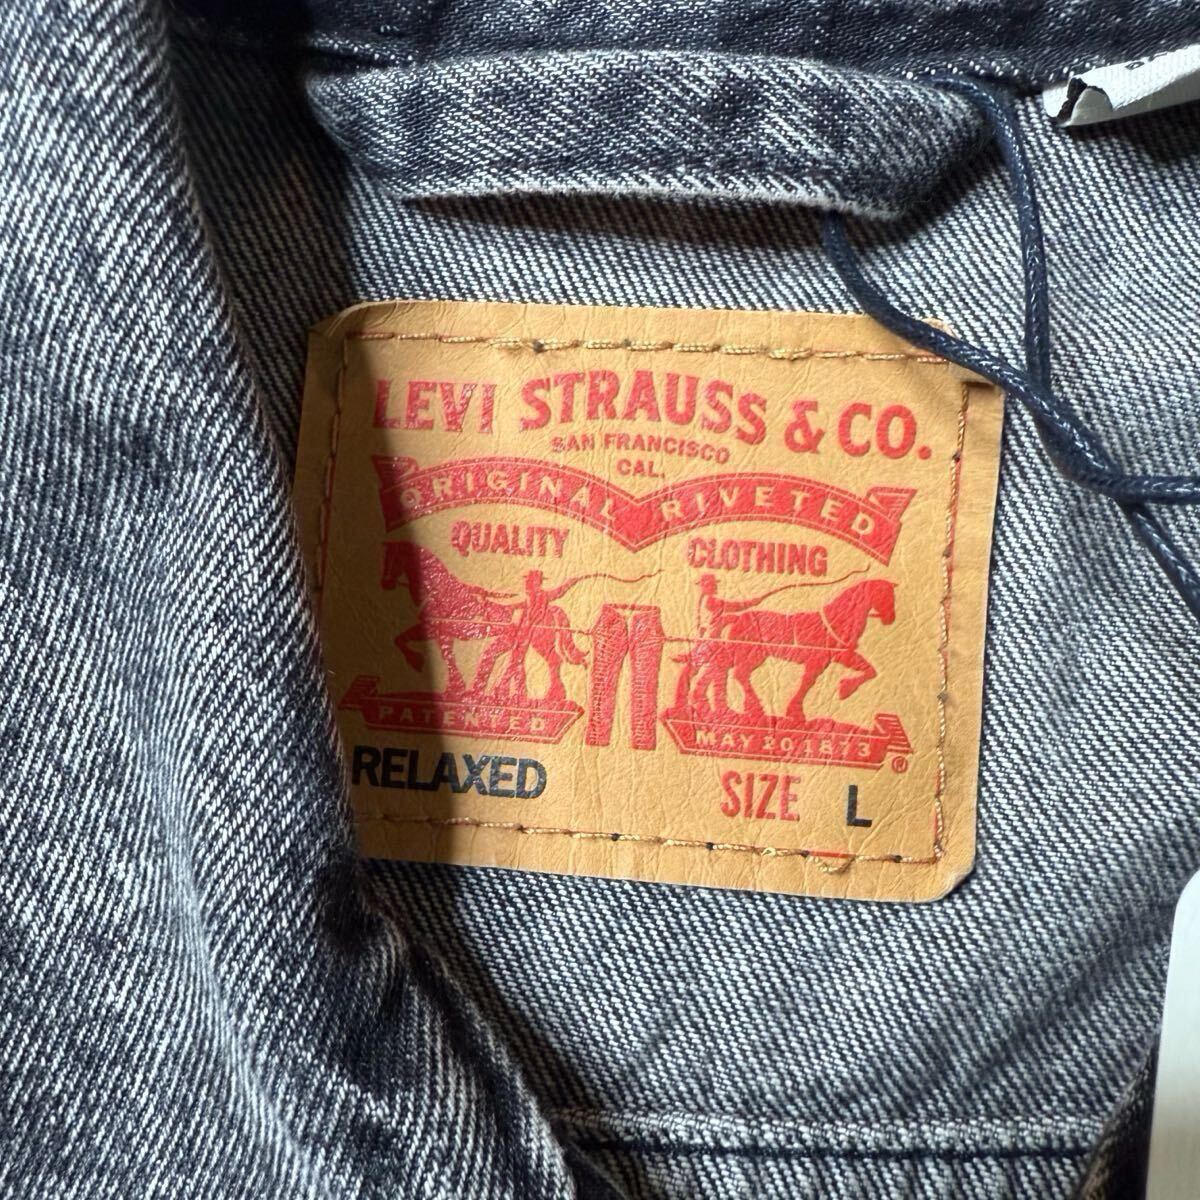 LEVI STRAUSS & CO.
SAN FRANCISCO
CAL.
ORIGINAL RIVETED
QUALITY CLOTHING
PATENTED MAY 20 1873
®
RELAXED SIZE L